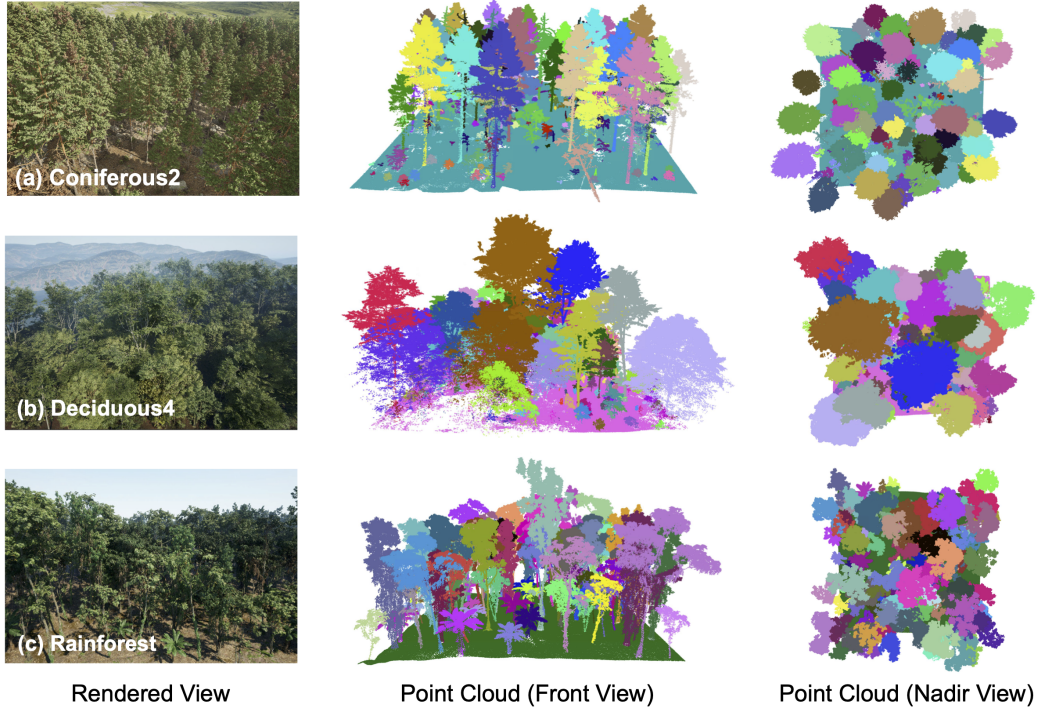 (a) Coniferous2
(b) Deciduous4
(c) Rainforest
Rendered View
Point Cloud (Front View)
Point Cloud (Nadir View)